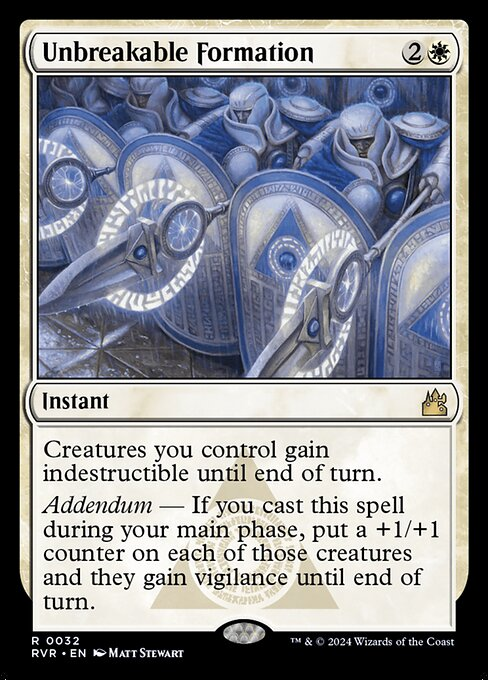 Unbreakable Formation 2
Instant
Creatures you control gain
indestructible until end of turn.
Addendum — If you cast this spell
during your main phase, put a +1/+1
counter on each of those creatures
and they gain vigilance until end of
turn.
R 0032
RVR • EN Matt Stewart
™ & © 2024 Wizards of the Coast